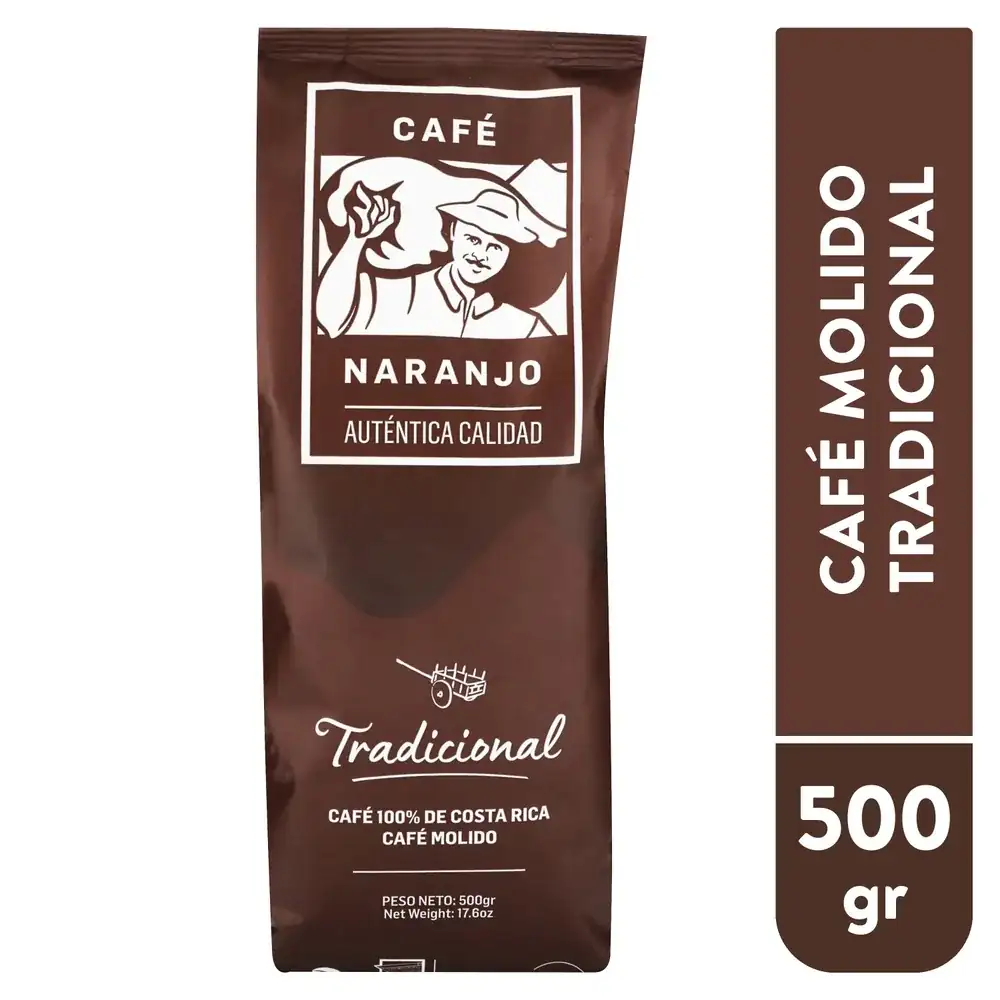 CAFÉ
NARANJO
AUTÉNTICA CALIDAD
Tradicional
CAFÉ 100% DE COSTA RICA
CAFÉ MOLIDO
PESO NETO: 500gr
Net Weight: 17.6oz
CAFÉ MOLIDO
TRADICIONAL
500
gr